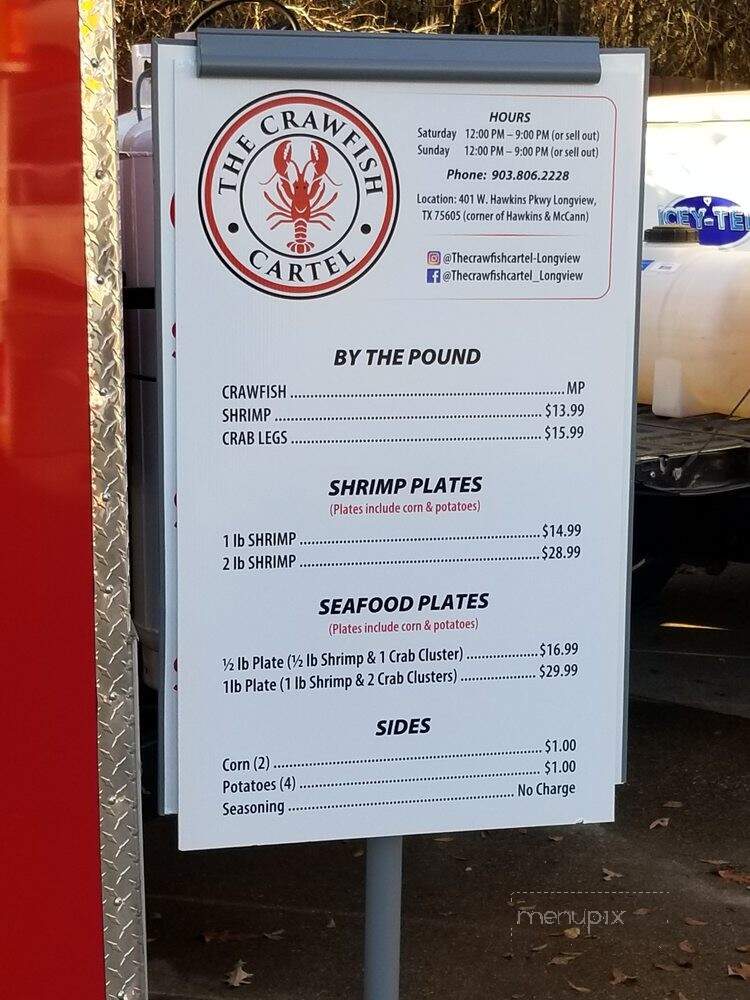 THE CRAWFISH
CARTEL
HOURS
Saturday 12:00 PM – 9:00 PM (or sell out)
Sunday 12:00 PM – 9:00 PM (or sell out)
Phone: 903.806.2228
Location: 401 W. Hawkins Pkwy Longview,
TX 75605 (corner of Hawkins & McCann)
@Thecrawfishcartel-Longview
@Thecrawfishcartel_Longview
BY THE POUND
CRAWFISH ........ MP
SHRIMP ........ $13.99
CRAB LEGS ........ $15.99
SHRIMP PLATES
(Plates include corn & potatoes)
1 lb SHRIMP ........ $14.99
2 lb SHRIMP ........ $28.99
SEAFOOD PLATES
(Plates include corn & potatoes)
½ lb Plate (½ lb Shrimp & 1 Crab Cluster) ........ $16.99
1lb Plate (1 lb Shrimp & 2 Crab Clusters) ........ $29.99
SIDES
Corn (2) ........ $1.00
Potatoes (4) ........ $1.00
Seasoning ........ No Charge
menupix